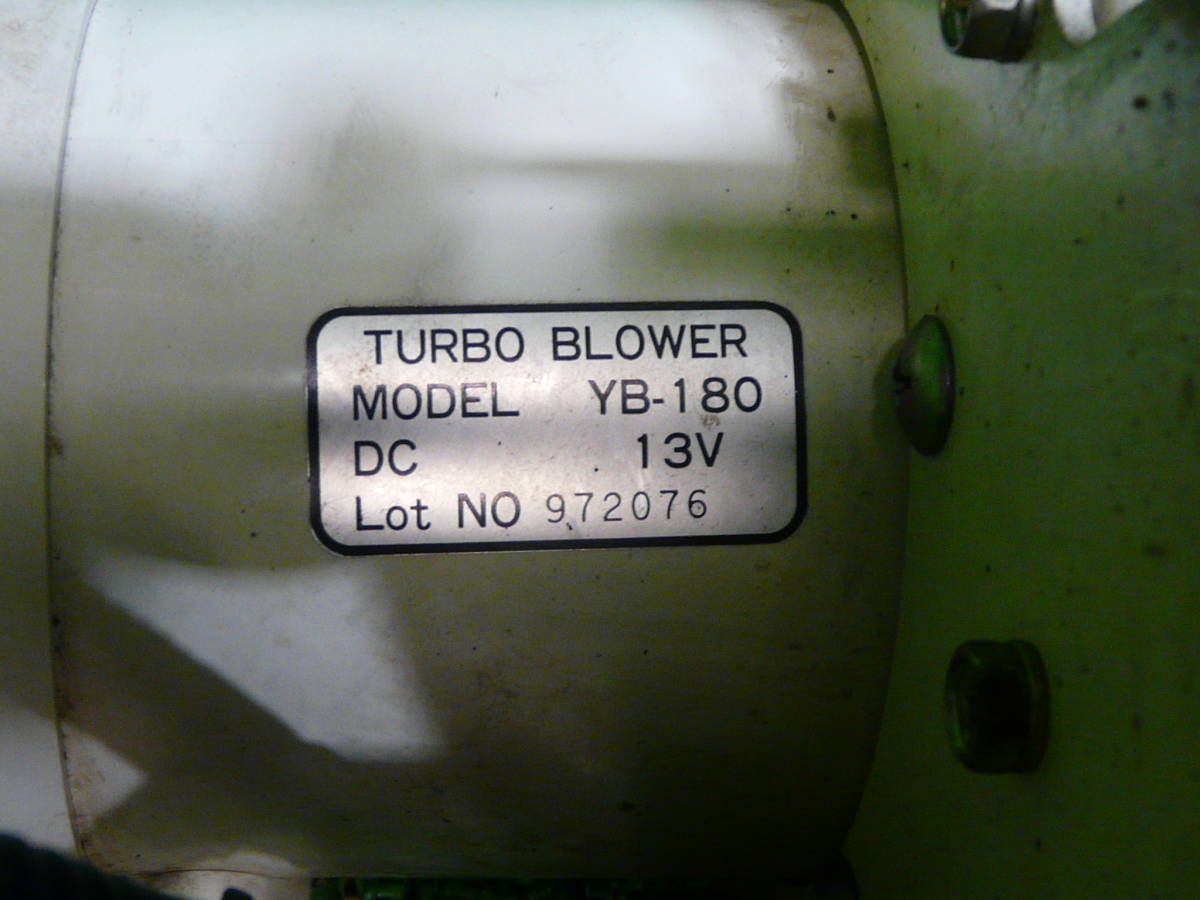 TURBO BLOWER
MODEL YB-180
DC 13V
Lot NO 972076